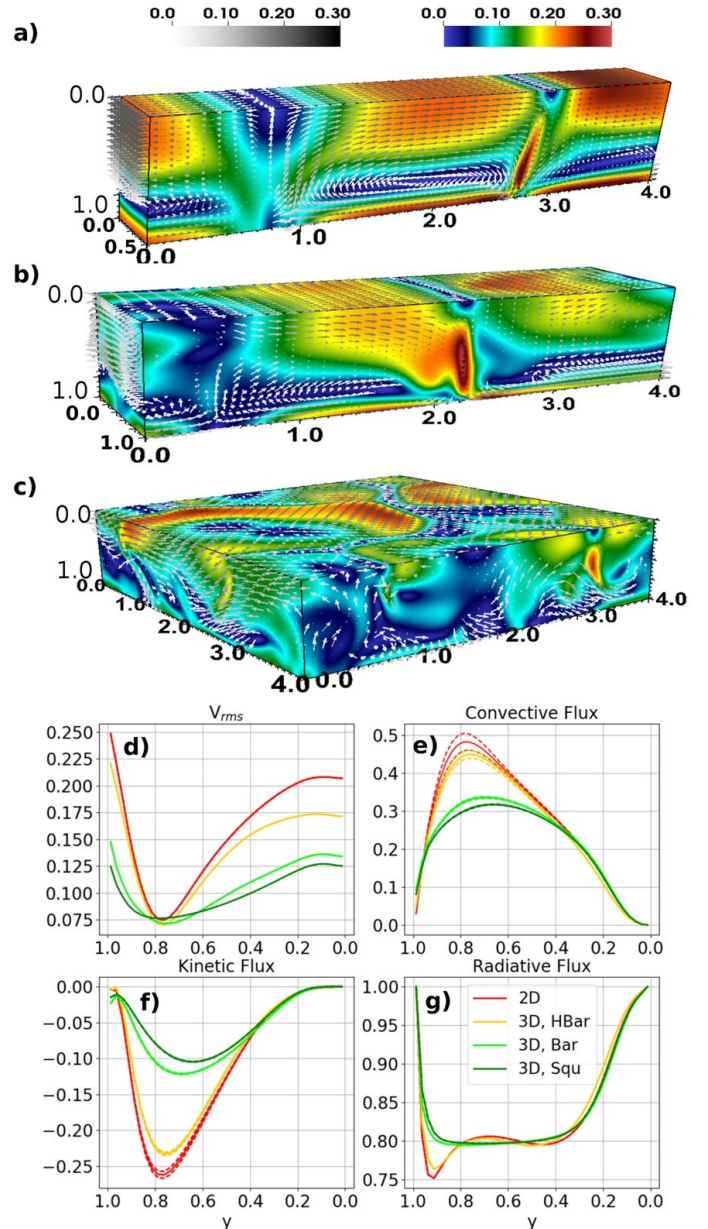 a)
0.0 0.10 0.20 0.30 0.0 0.10 0.20 0.30
0.0
1.0
0.0
0.5
0.0 1.0 2.0 3.0 4.0
b)
0.0
1.0
0.0
1.0
0.0 1.0 2.0 3.0 4.0
c)
0.0
1.0
0.0
1.0
2.0
3.0
4.0
0.0 1.0 2.0 3.0 4.0
Vrms
d)
0.250
0.225
0.200
0.175
0.150
0.125
0.100
0.075
1.0 0.8 0.6 0.4 0.2 0.0
Convective Flux
e)
0.5
0.4
0.3
0.2
0.1
0.0
1.0 0.8 0.6 0.4 0.2 0.0
Kinetic Flux
f)
0.00
−0.05
−0.10
−0.15
−0.20
−0.25
1.0 0.8 0.6 0.4 0.2 0.0
y
Radiative Flux
g)
1.00
0.95
0.90
0.85
0.80
0.75
2D
3D, HBar
3D, Bar
3D, Squ
1.0 0.8 0.6 0.4 0.2 0.0
y